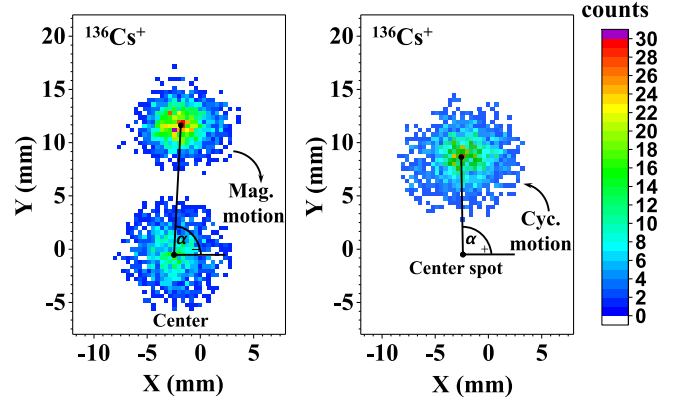 counts
136Cs+
136Cs+
Y (mm)
20
15
10
5
0
-5
Mag.
motion
α−
Center
-10
-5
0
5
X (mm)
Y (mm)
20
15
10
5
0
-5
Cyc.
motion
α+
Center spot
-10
-5
0
5
X (mm)
30
28
26
24
22
20
18
16
14
12
10
8
6
4
2
0